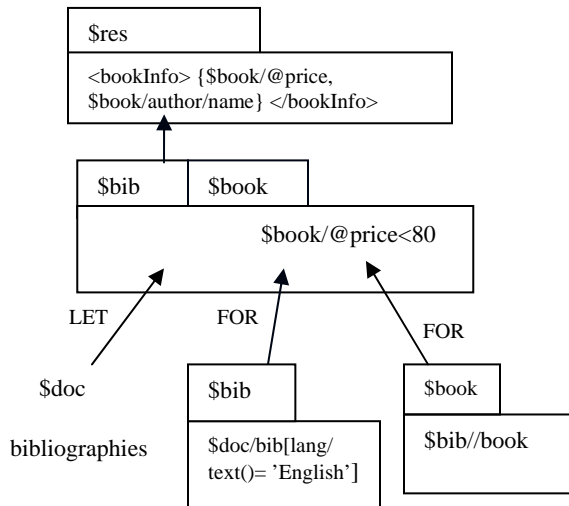 $res
<bookInfo> {$book/@price,
$book/author/name} </bookInfo>
$bib
$book
$book/@price<80
LET
FOR
FOR
$doc
$bib
$book
bibliographies
$doc/bib[lang/
text()= ’English’]
$bib//book